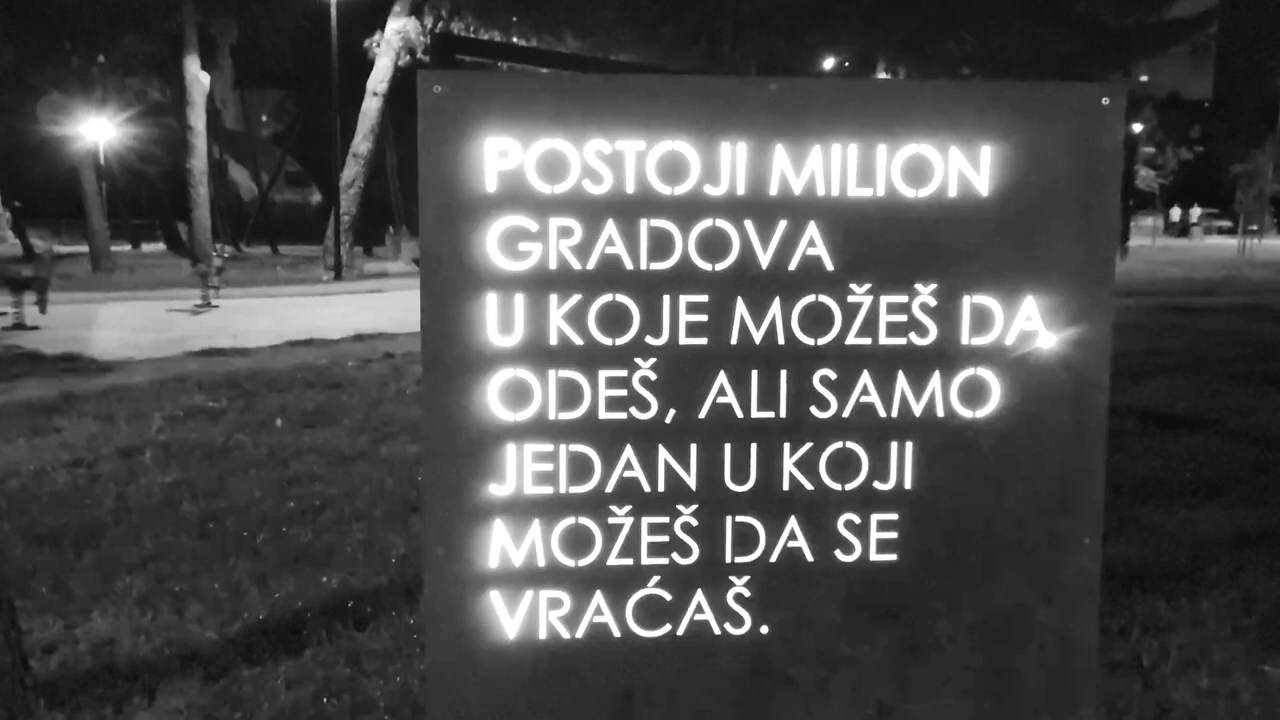 POSTOJI MILION
GRADOVA
U KOJE MOŽEŠ DA
ODEŠ, ALI SAMO
JEDAN U KOJI
MOŽEŠ DA SE
VRAĆAŠ.